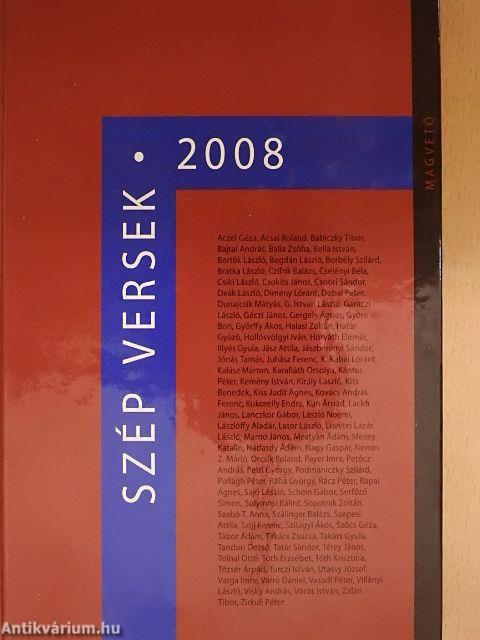 SZÉP VERSEK • 2008
MAGVETŐ
Aczél Géza, Acsai Roland, Babiczky Tibor,
Bajtai András, Balla Zsófia, Bella István,
Bertók László, Bogdán László, Borbély Szilárd,
Bratka László, Czifrik Balázs, Cselényi Béla,
Csiki László, Csokits János, Csoóri Sándor,
Deák László, Dimény Lóránt, Dobai Péter,
Dunajcsik Mátyás, G. István László, Garaczi
László, Géczi János, Gergely Ágnes, Győre
Bori, Győrffy Ákos, Halasi Zoltán, Határ
Győző, Hollósvölgyi Iván, Horváth Elemér,
Illyés Gyula, Jász Attila, Jászberényi Sándor,
Jónás Tamás, Juhász Ferenc, K. Kabai Lóránt,
Kalász Márton, Karafiáth Orsolya, Kántor
Péter, Kemény István, Király László, Kiss
Benedek, Kiss Judit Ágnes, Kovács András
Ferenc, Kukorelly Endre, Kun Árpád, Lackfi
János, Lanczkor Gábor, László Noémi,
Lászlóffy Aladár, Lator László, Lövétei Lázár
László, Marno János, Mestyán Ádám, Mezey
Katalin, Nádasdy Ádám, Nagy Gáspár, Nemes
Z. Márió, Orcsik Roland, Payer Imre, Petőcz
András, Petri György, Podmaniczky Szilárd,
Pollágh Péter, Rába György, Rácz Péter, Rapai
Ágnes, Sajó László, Schein Gábor, Serfőző
Simon, Solymosi Bálint, Sopotnik Zoltán,
Szabó T. Anna, Szálinger Balázs, Szepesi
Attila, Szijj Ferenc, Szilágyi Ákos, Szőcs Géza,
Tábor Ádám, Takács Zsuzsa, Takáts Gyula,
Tandori Dezső, Tatár Sándor, Térey János,
Tolnai Ottó, Tóth Erzsébet, Tóth Krisztina,
Tőzsér Árpád, Turczi István, Utassy József,
Varga Imre, Varró Dániel, Vasadi Péter, Villányi
László, Visky András, Vörös István, Zalán
Tibor, Zirkuli Péter
Antikvárium.hu